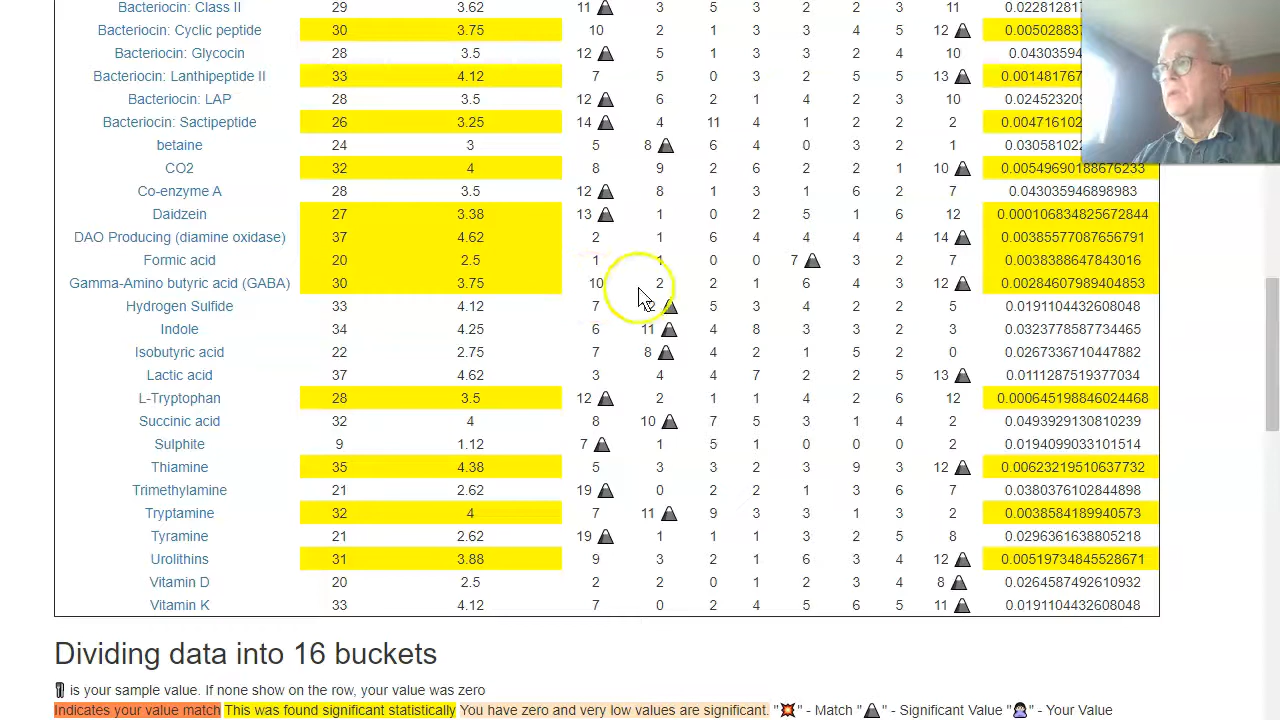 Bacteriocin: Class II 29 3.62 11 3 5 3 2 2 3 11 0.022812817
Bacteriocin: Cyclic peptide 30 3.75 10 2 1 3 3 4 5 12 0.005028837
Bacteriocin: Glycocin 28 3.5 12 5 1 3 3 2 4 10 0.04303594
Bacteriocin: Lanthipeptide II 33 4.12 7 5 0 3 2 5 5 13 0.001481767
Bacteriocin: LAP 28 3.5 12 6 2 1 4 2 3 10 0.024523209
Bacteriocin: Sactipeptide 26 3.25 14 4 11 4 1 2 2 2 0.004716102
betaine 24 3 5 8 6 4 0 3 2 1 0.030581022
CO2 32 4 8 9 2 6 2 2 1 10 0.00549690188676233
Co-enzyme A 28 3.5 12 8 1 3 1 6 2 7 0.043035946898983
Daidzein 27 3.38 13 1 0 2 5 1 6 12 0.000106834825672844
DAO Producing (diamine oxidase) 37 4.62 2 1 6 4 4 4 4 14 0.00385577087656791
Formic acid 20 2.5 1 1 0 0 7 3 2 7 0.0038388647843016
Gamma-Amino butyric acid (GABA) 30 3.75 10 2 2 1 6 4 3 12 0.00284607989404853
Hydrogen Sulfide 33 4.12 7 5 3 4 2 2 5 0.0191104432608048
Indole 34 4.25 6 11 4 8 3 3 2 3 0.0323778587734465
Isobutyric acid 22 2.75 7 8 4 2 1 5 2 0 0.0267336710447882
Lactic acid 37 4.62 3 4 4 7 2 2 5 13 0.0111287519377034
L-Tryptophan 28 3.5 12 2 1 1 4 2 6 12 0.000645198846024468
Succinic acid 32 4 8 10 7 5 3 1 4 2 0.0493929130810239
Sulphite 9 1.12 7 1 5 1 0 0 0 2 0.0194099033101514
Thiamine 35 4.38 5 3 3 2 3 9 3 12 0.00623219510637732
Trimethylamine 21 2.62 19 0 2 2 1 3 6 7 0.0380376102844898
Tryptamine 32 4 7 11 9 3 3 1 3 2 0.0038584189940573
Tyramine 21 2.62 19 1 1 1 3 2 5 8 0.0296361638805218
Urolithins 31 3.88 9 3 2 1 6 3 4 12 0.00519734845528671
Vitamin D 20 2.5 2 2 0 1 2 3 4 8 0.0264587492610932
Vitamin K 33 4.12 7 0 2 4 5 6 5 11 0.0191104432608048
Dividing data into 16 buckets
is your sample value. If none show on the row, your value was zero
Indicates your value match This was found significant statistically You have zero and very low values are significant. "💥" - Match "" - Significant Value "" - Your Value